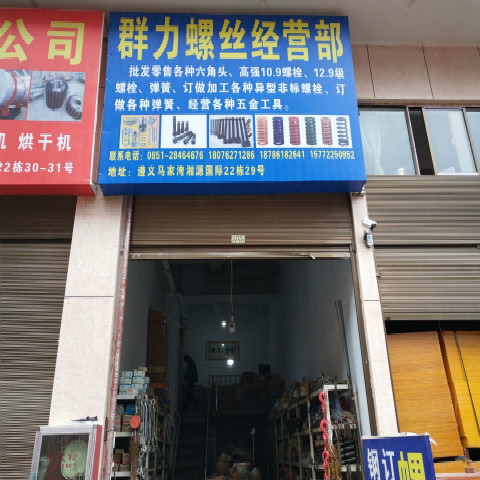 公司
机 烘干机
2栋30-31号
群力螺丝经营部
批发零售各种六角头、高强10.9螺栓、12.9级
螺栓、弹簧、订做加工各种异型非标螺栓、订
做各种弹簧、经营各种五金工具。
联系电话：0851-28464676 18076271286 18786182641 15772250952
地址：遵义马家湾湘源国际22栋29号
钢订螺